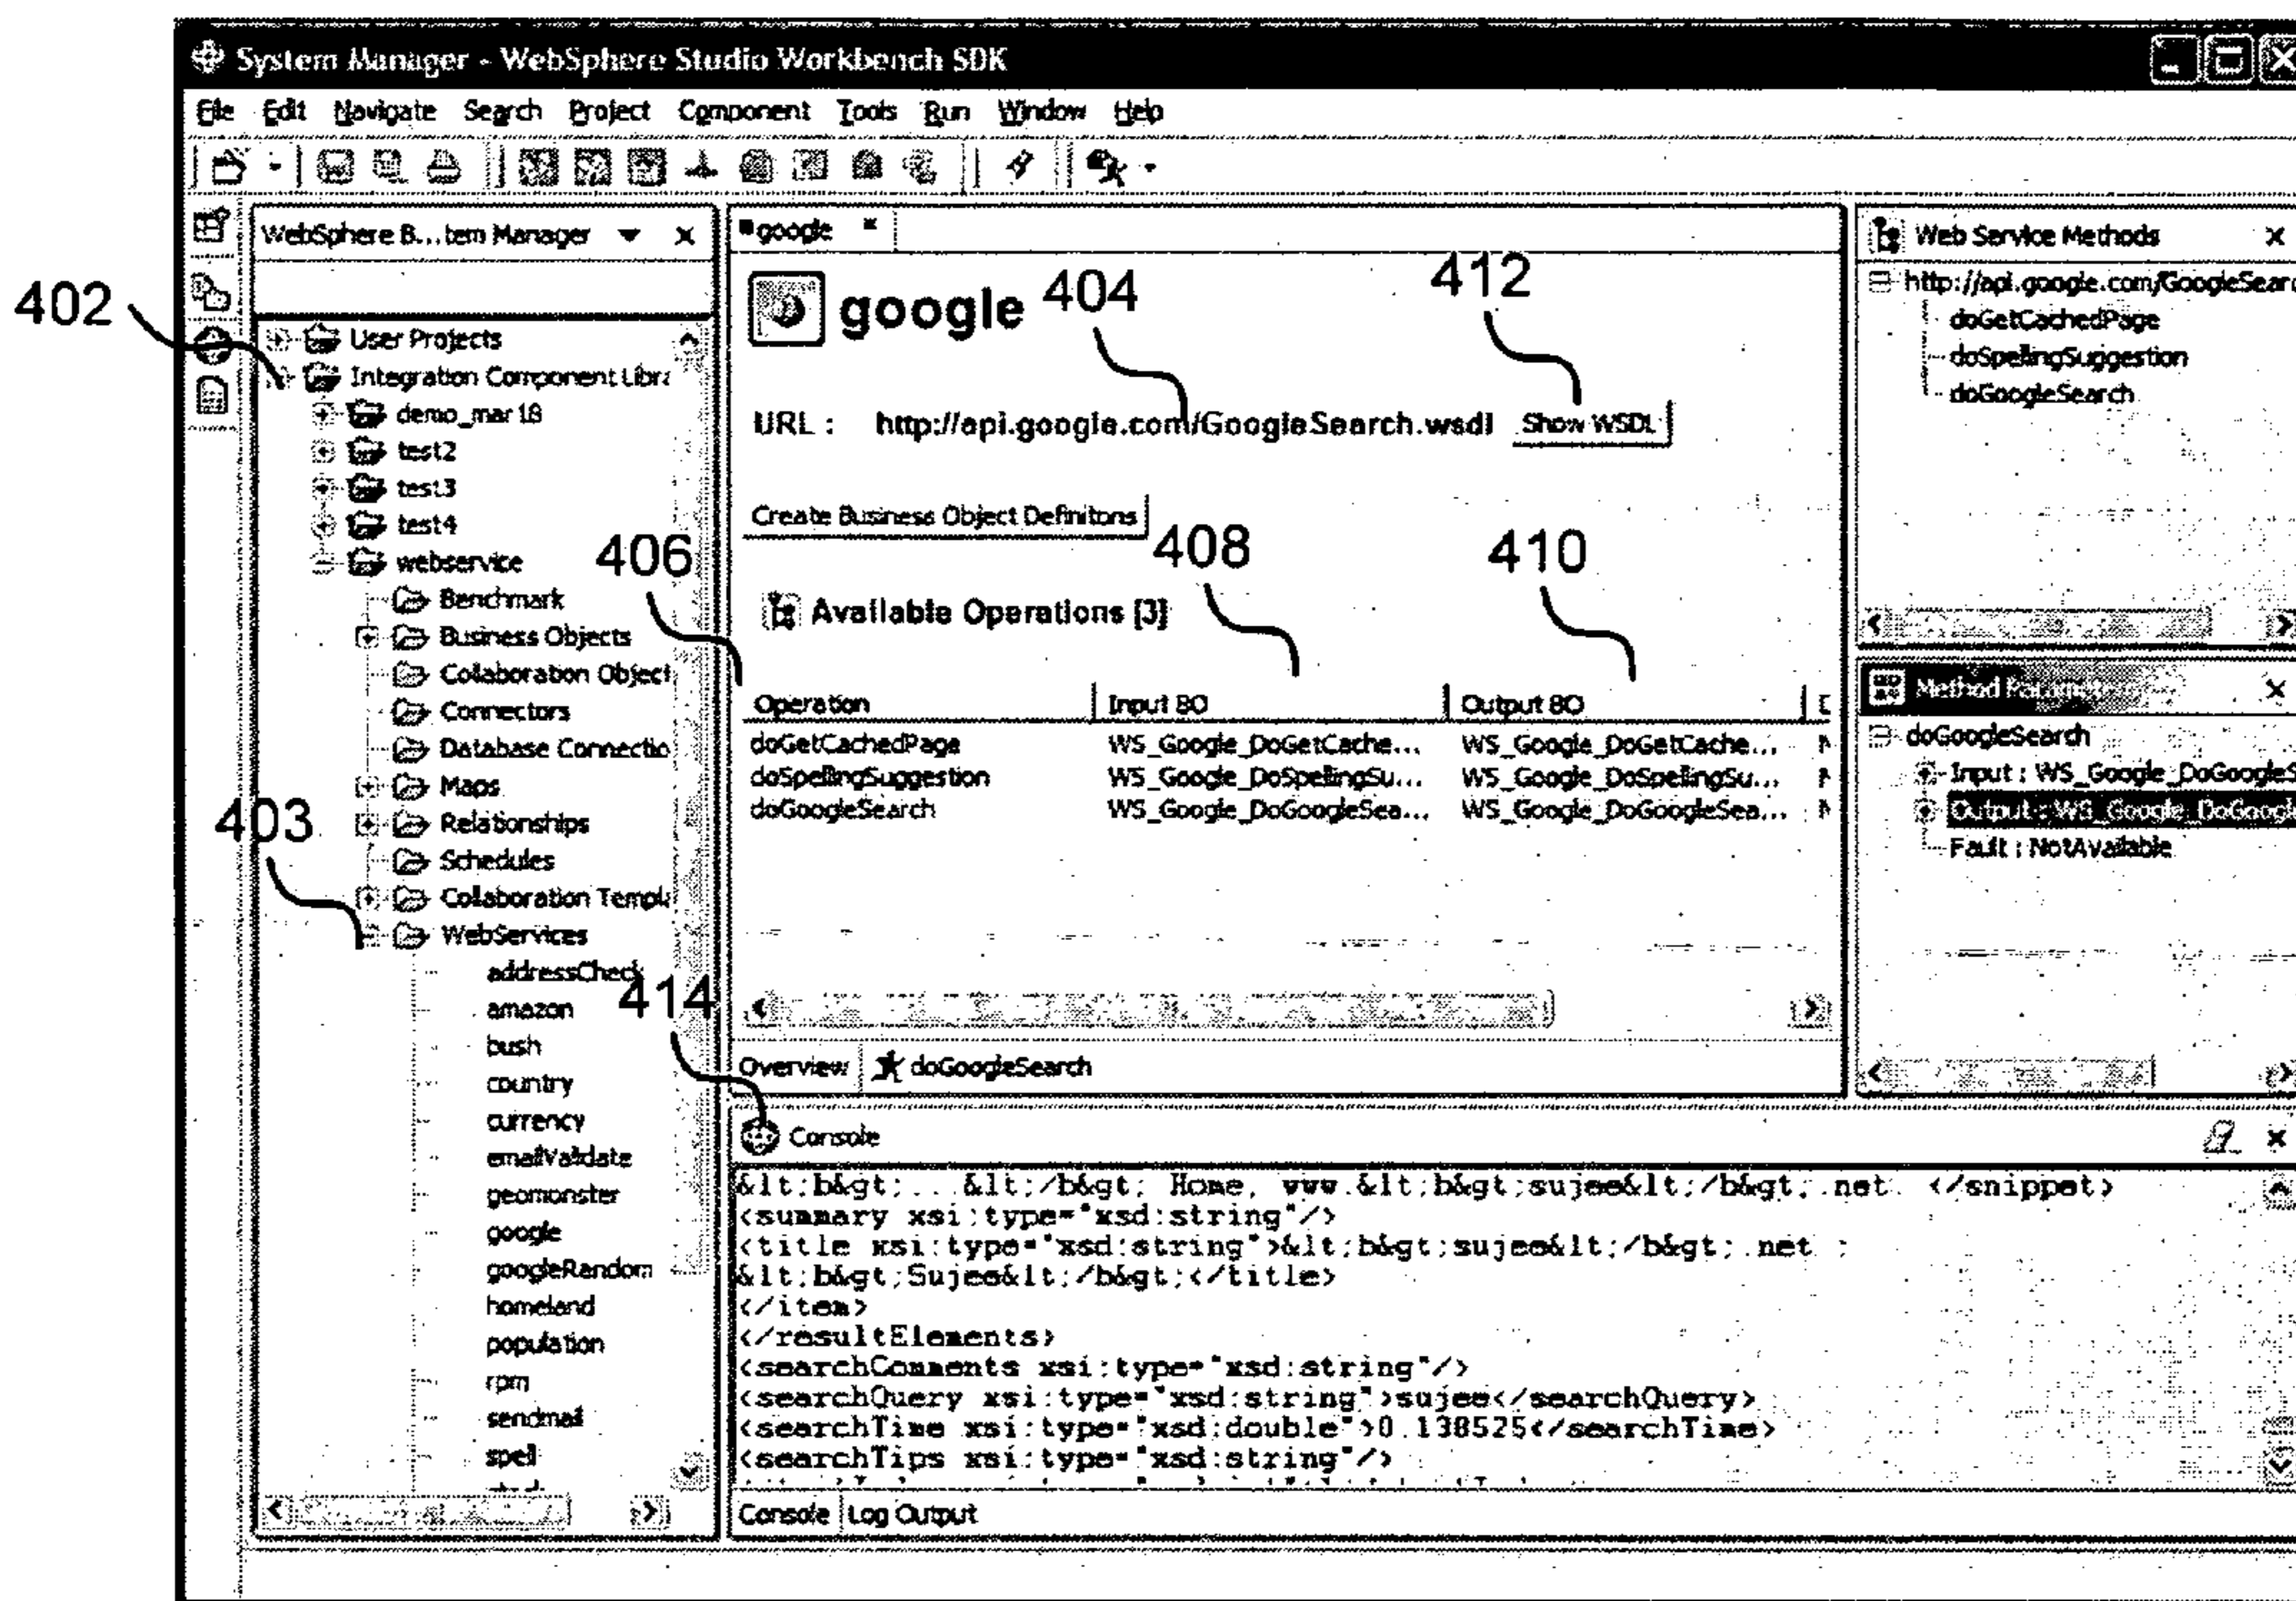 System Manager - WebSphere Studio Workbench SDK
File Edit Navigate Search Project Component Tools Run Window Help
WebSphere B...tem Manager
402
User Projects
Integration Component Libra
demo_mar18
test2
test3
test4
webservice
Benchmark
Business Objects
Collaboration Object
Connectors
Database Connectio
Maps
403
Relationships
Schedules
Collaboration Templa
WebServices
addressCheck
amazon
bush
country
currency
emailValidate
geomonster
google
googleRandom
homeland
population
rpm
sendmail
spell
google
google
404
412
URL : http://api.google.com/GoogleSearch.wsdl Show WSDL
Create Business Object Definitons
406
408
410
Available Operations [3]
Operation Input BO Output BO
doGetCachedPage WS_Google_DoGetCache... WS_Google_DoGetCache...
doSpellingSuggestion WS_Google_DoSpellingSu... WS_Google_DoSpellingSu...
doGoogleSearch WS_Google_DoGoogleSea... WS_Google_DoGoogleSea...
414
Overview doGoogleSearch
Web Service Methods
http://api.google.com/GoogleSearc
doGetCachedPage
doSpellingSuggestion
doGoogleSearch
Method Parameter
doGoogleSearch
Input : WS_Google_DoGoogleS
Output : WS_Google_DoGoogle
Fault : NotAvailable
Console
&lt;b&gt;...&lt;/b&gt; Home, www.&lt;b&gt;sujee&lt;/b&gt;.net. </snippet>
<summary xsi:type="xsd:string"/>
<title xsi:type="xsd:string">&lt;b&gt;sujee&lt;/b&gt;.net :
&lt;b&gt;Sujee&lt;/b&gt;</title>
</item>
</resultElements>
<searchComments xsi:type="xsd:string"/>
<searchQuery xsi:type="xsd:string">sujee</searchQuery>
<searchTime xsi:type="xsd:double">0.138525</searchTime>
<searchTips xsi:type="xsd:string"/>
Console Log Output